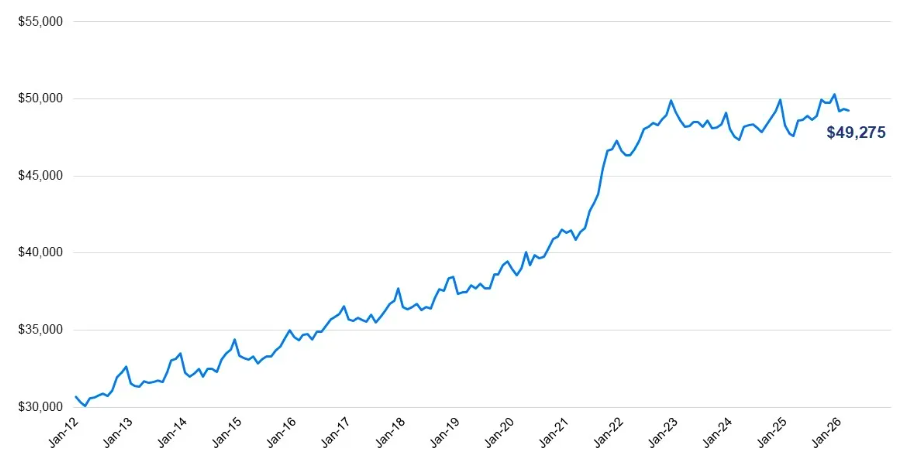 $55,000
$50,000
$49,275
$45,000
$40,000
$35,000
$30,000
Jan-12
Jan-13
Jan-14
Jan-15
Jan-16
Jan-17
Jan-18
Jan-19
Jan-20
Jan-21
Jan-22
Jan-23
Jan-24
Jan-25
Jan-26